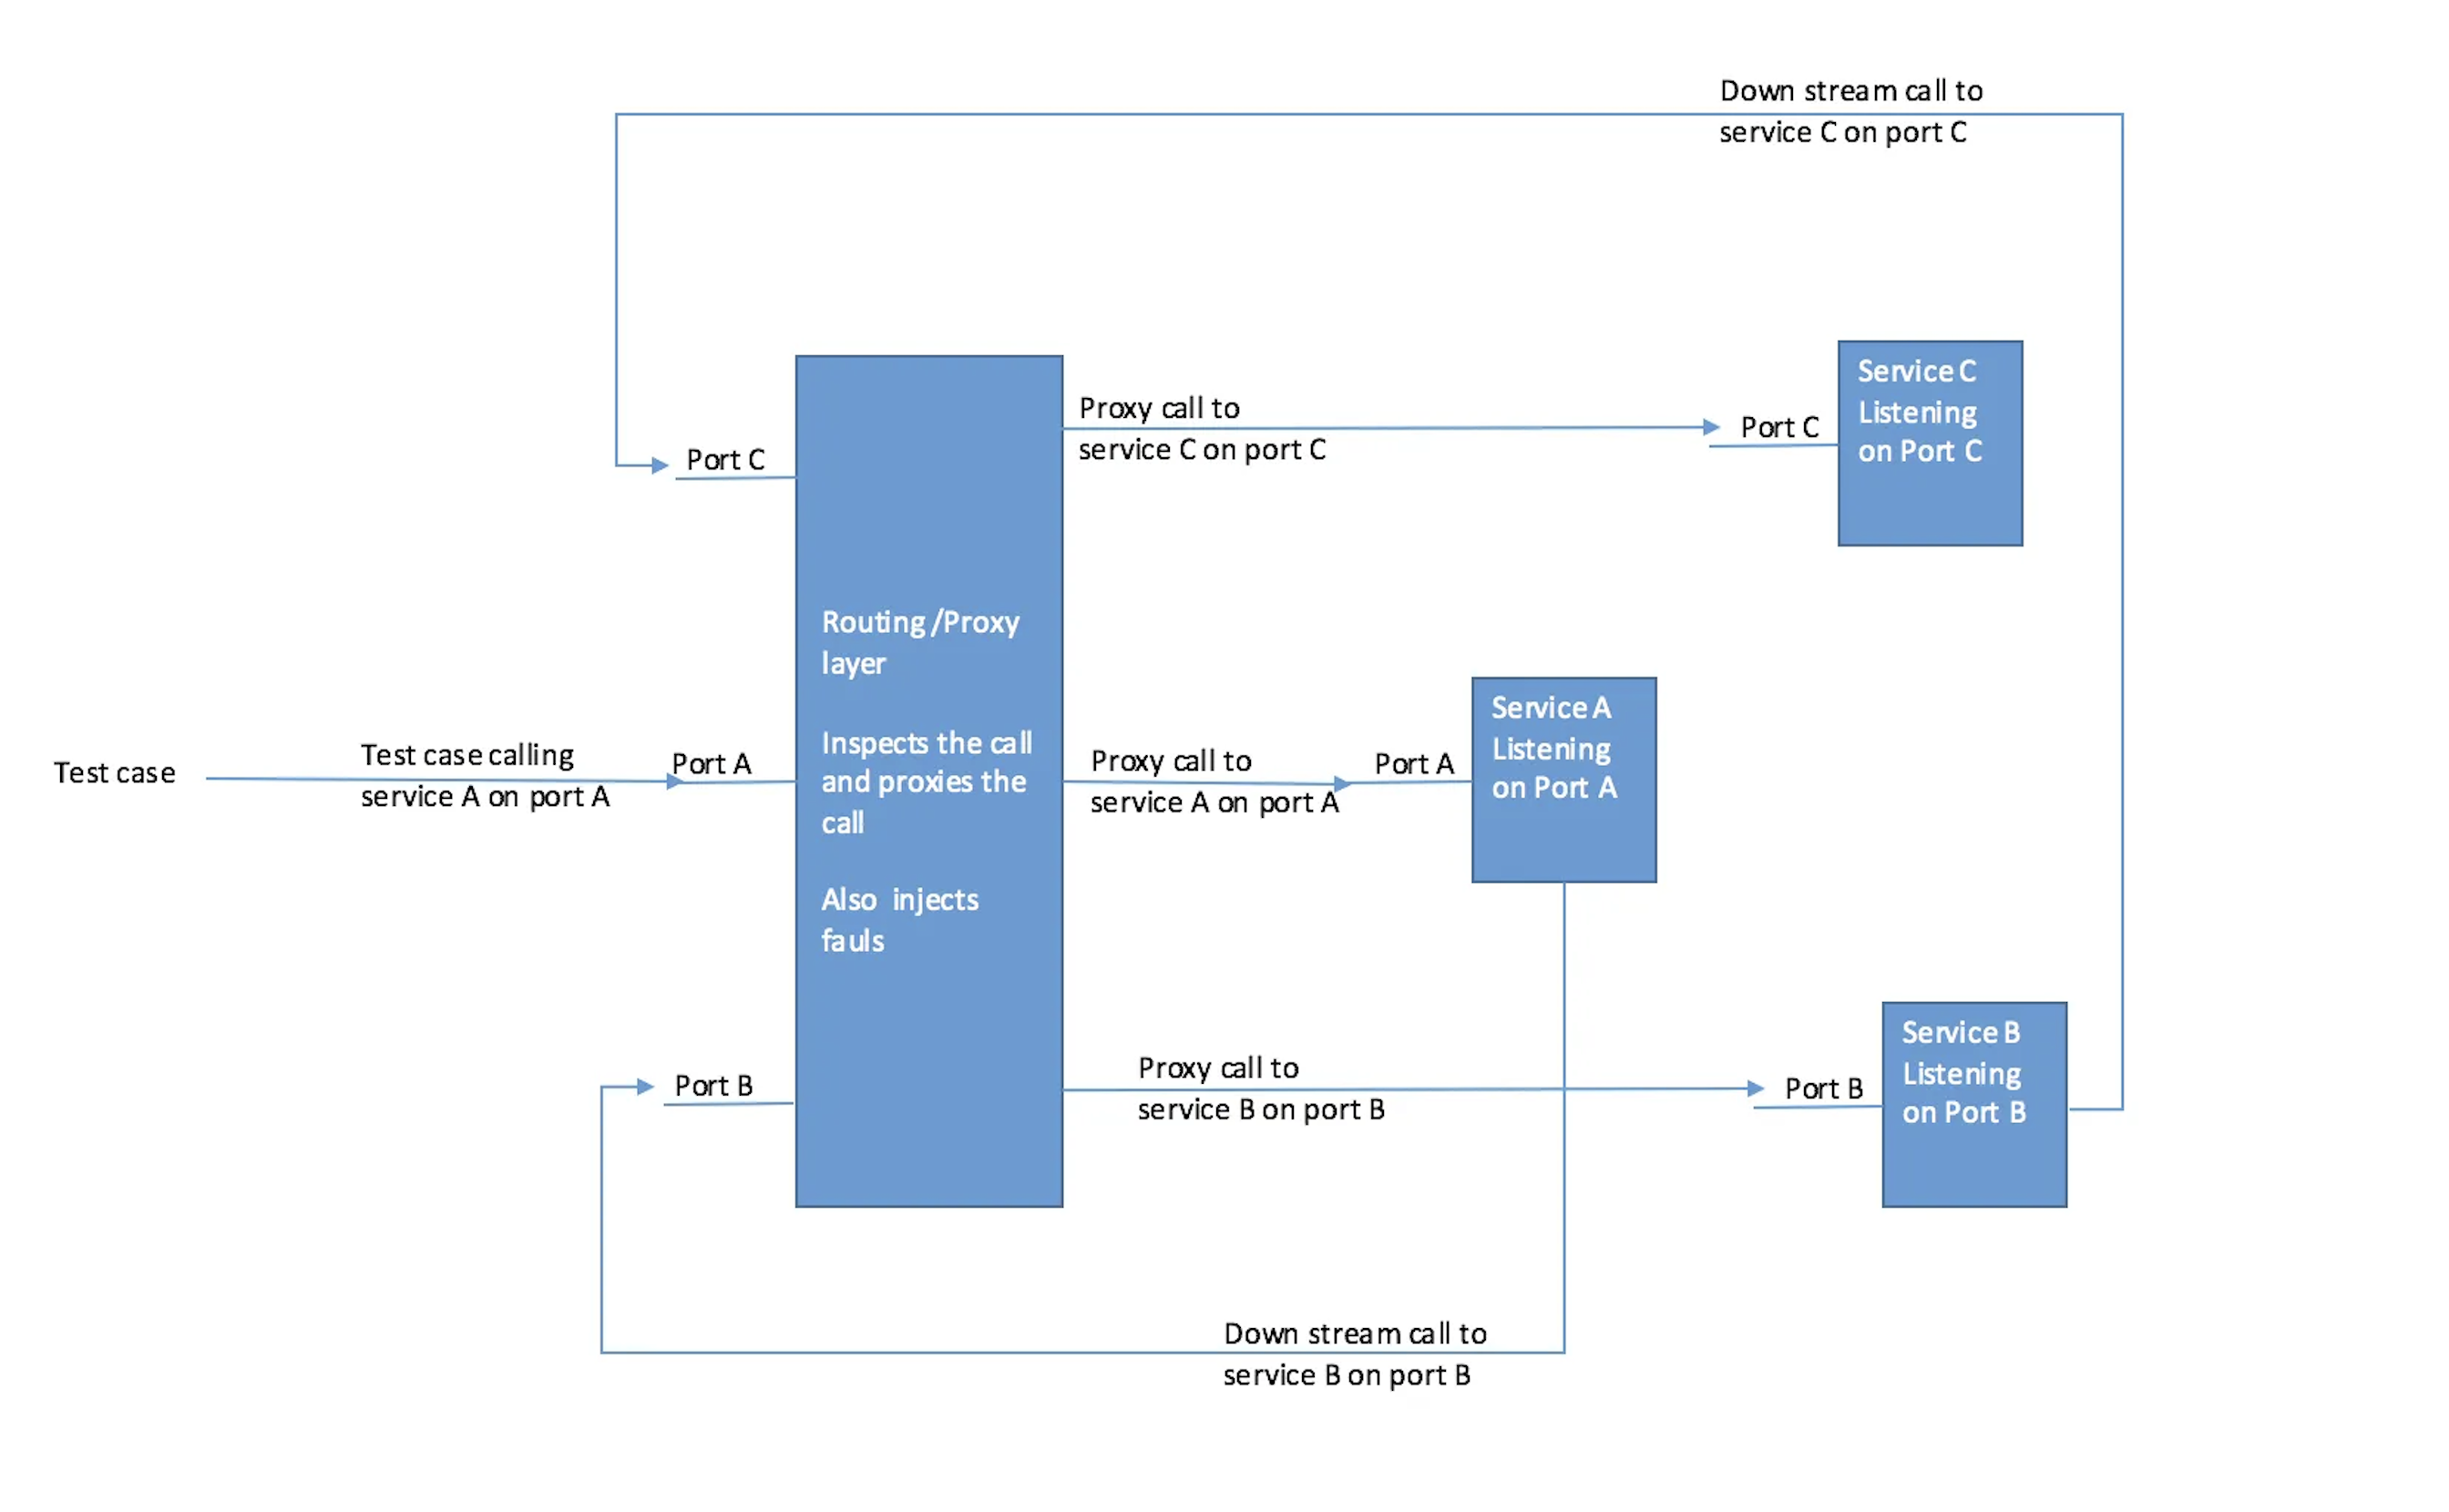 Down stream call to
service C on port C
Service C
Listening
on Port C
Proxy call to
service C on port C
Port C
Port C
Routing /Proxy
layer
Inspects the call
and proxies the
call
Also injects
fauls
Test case
Test case calling
service A on port A
Port A
Proxy call to
service A on port A
Port A
Service A
Listening
on Port A
Port B
Proxy call to
service B on port B
Port B
Service B
Listening
on Port B
Down stream call to
service B on port B